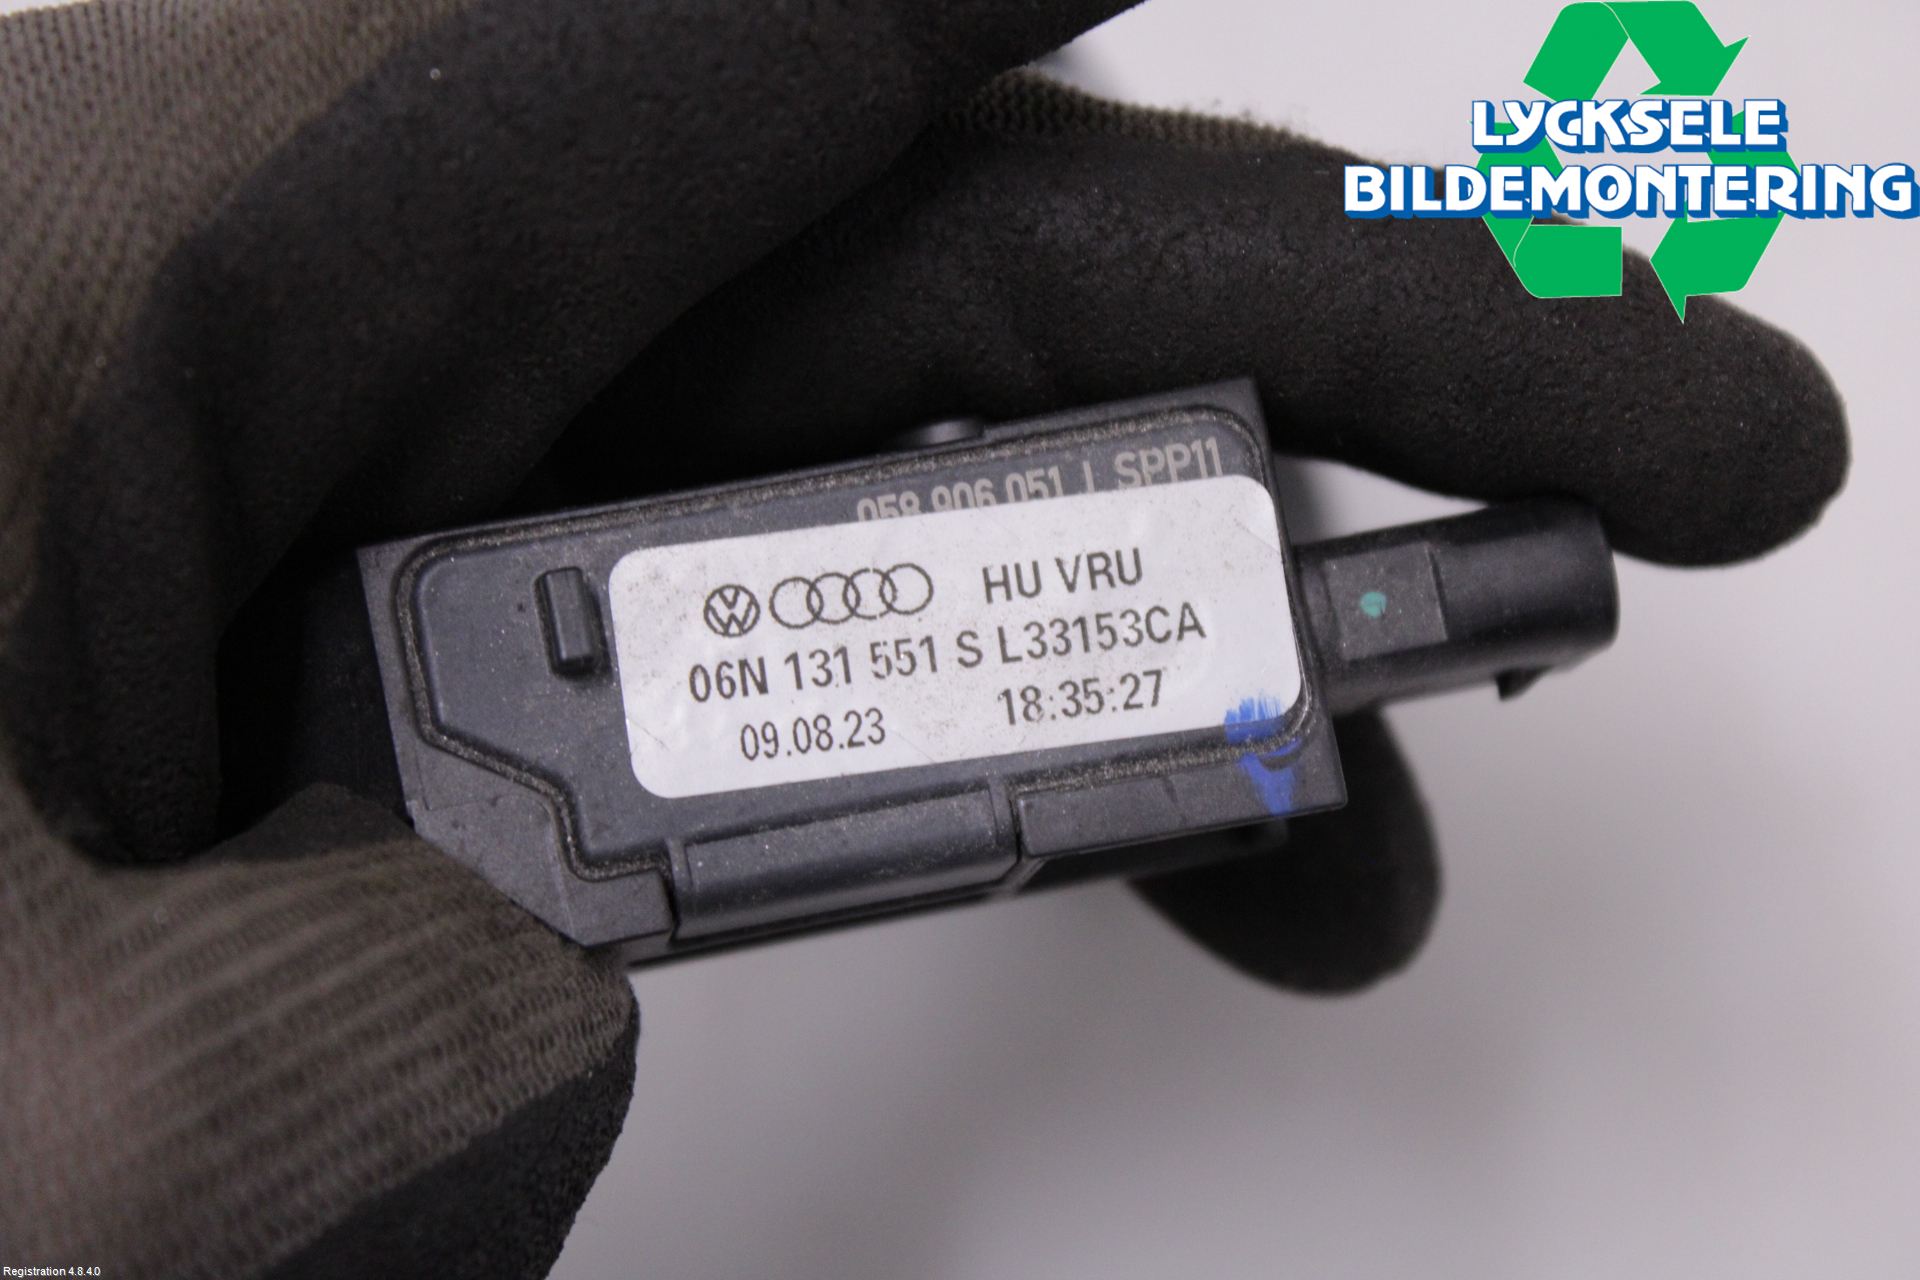 LYCKSELE
BILDEMONTERING
059 906 051 SPP11
HU VRU
06N 131 551 S L33153CA
09.08.23 18:35:27
Registration 4.8.4.0